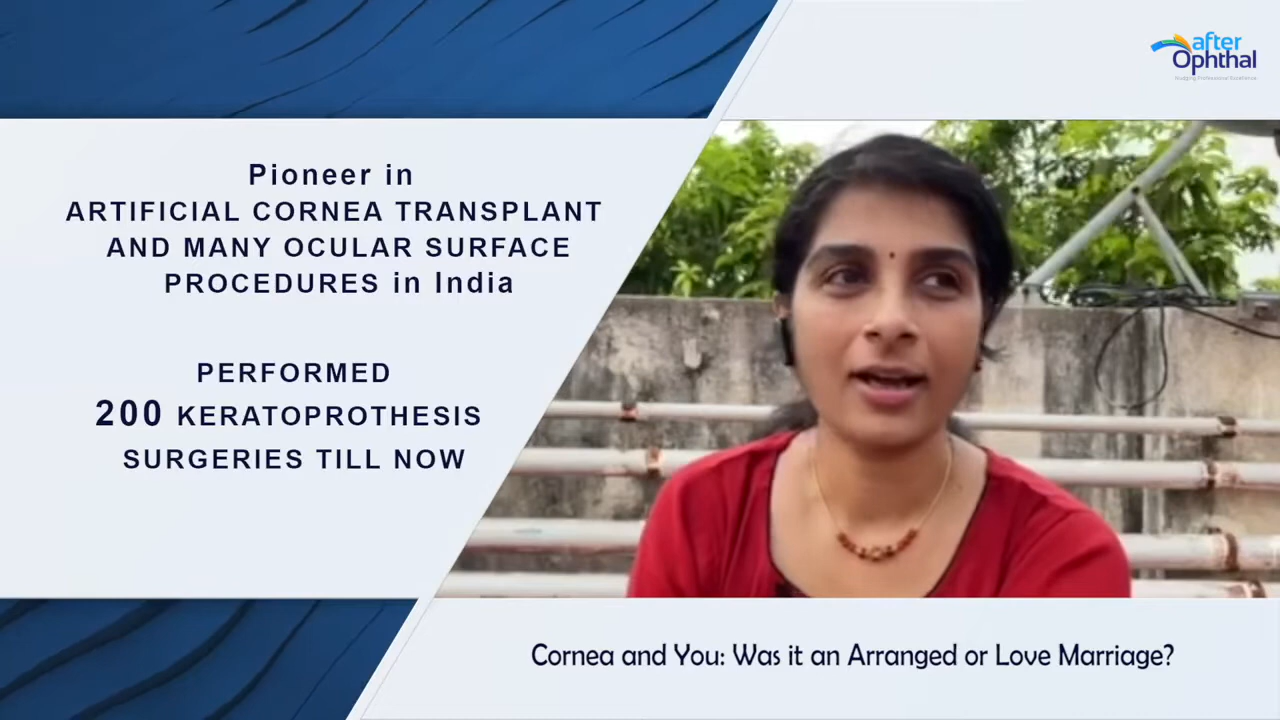 after
Ophthal
Pioneer in
ARTIFICIAL CORNEA TRANSPLANT
AND MANY OCULAR SURFACE
PROCEDURES in India
PERFORMED
200 KERATOPROTHESIS
SURGERIES TILL NOW
Cornea and You: Was it an Arranged or Love Marriage?